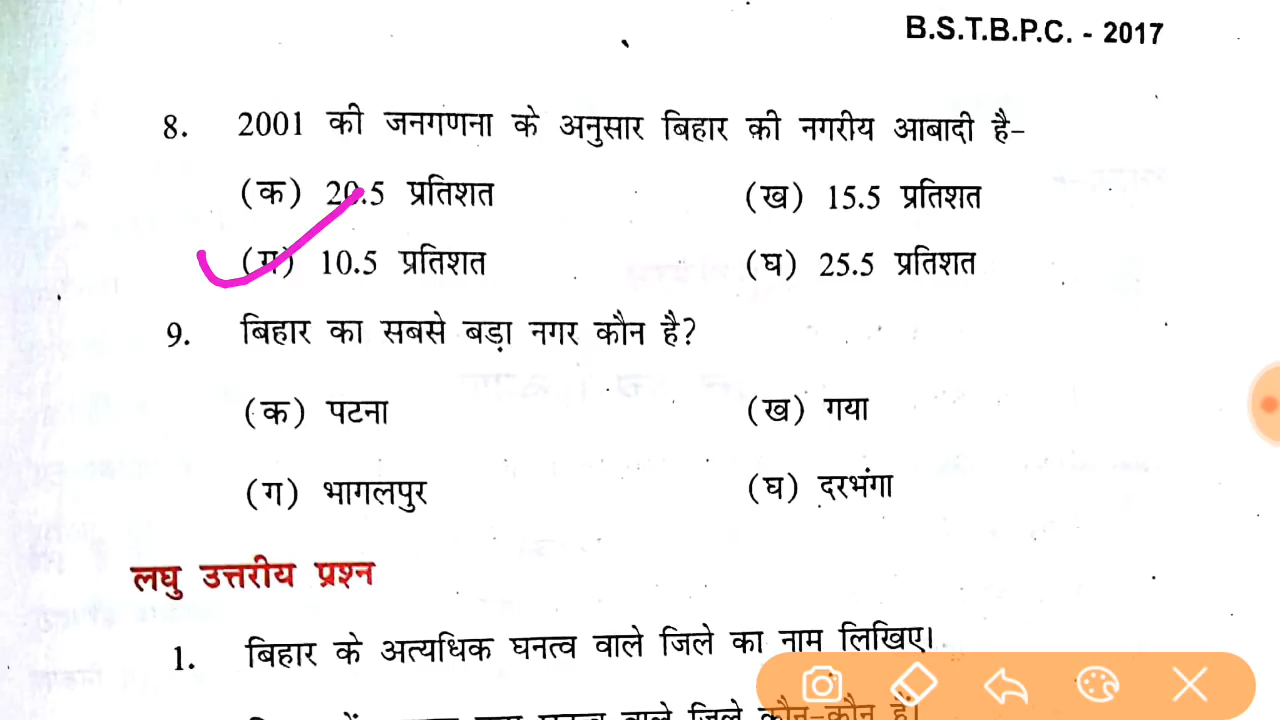 B.S.T.B.P.C. - 2017
8. 2001 की जनगणना के अनुसार बिहार की नगरीय आबादी है-
(क) 20.5 प्रतिशत (ख) 15.5 प्रतिशत
(ग) 10.5 प्रतिशत (घ) 25.5 प्रतिशत
9. बिहार का सबसे बड़ा नगर कौन है?
(क) पटना (ख) गया
(ग) भागलपुर (घ) दरभंगा
लघु उत्तरीय प्रश्न
1. बिहार के अत्यधिक घनत्व वाले जिले का नाम लिखिए।
घनत्व वाले जिले कौन-कौन हैं।